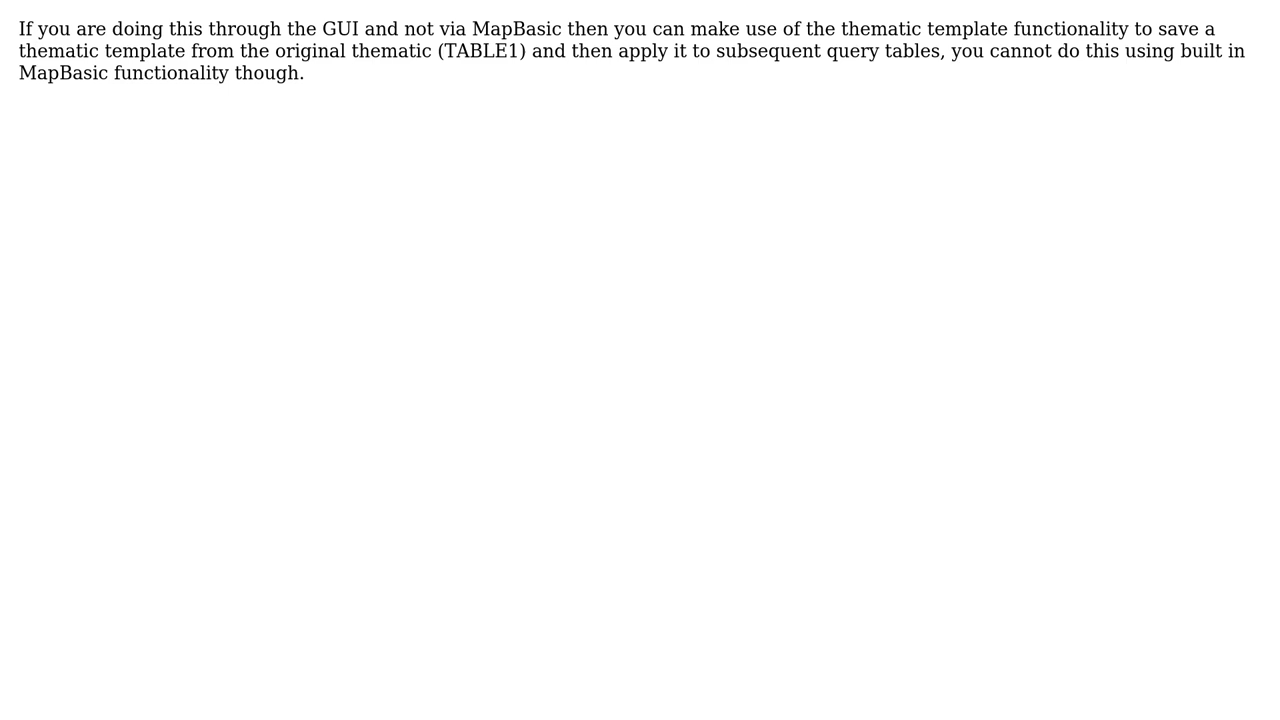 If you are doing this through the GUI and not via MapBasic then you can make use of the thematic template functionality to save a
thematic template from the original thematic (TABLE1) and then apply it to subsequent query tables, you cannot do this using built in
MapBasic functionality though.